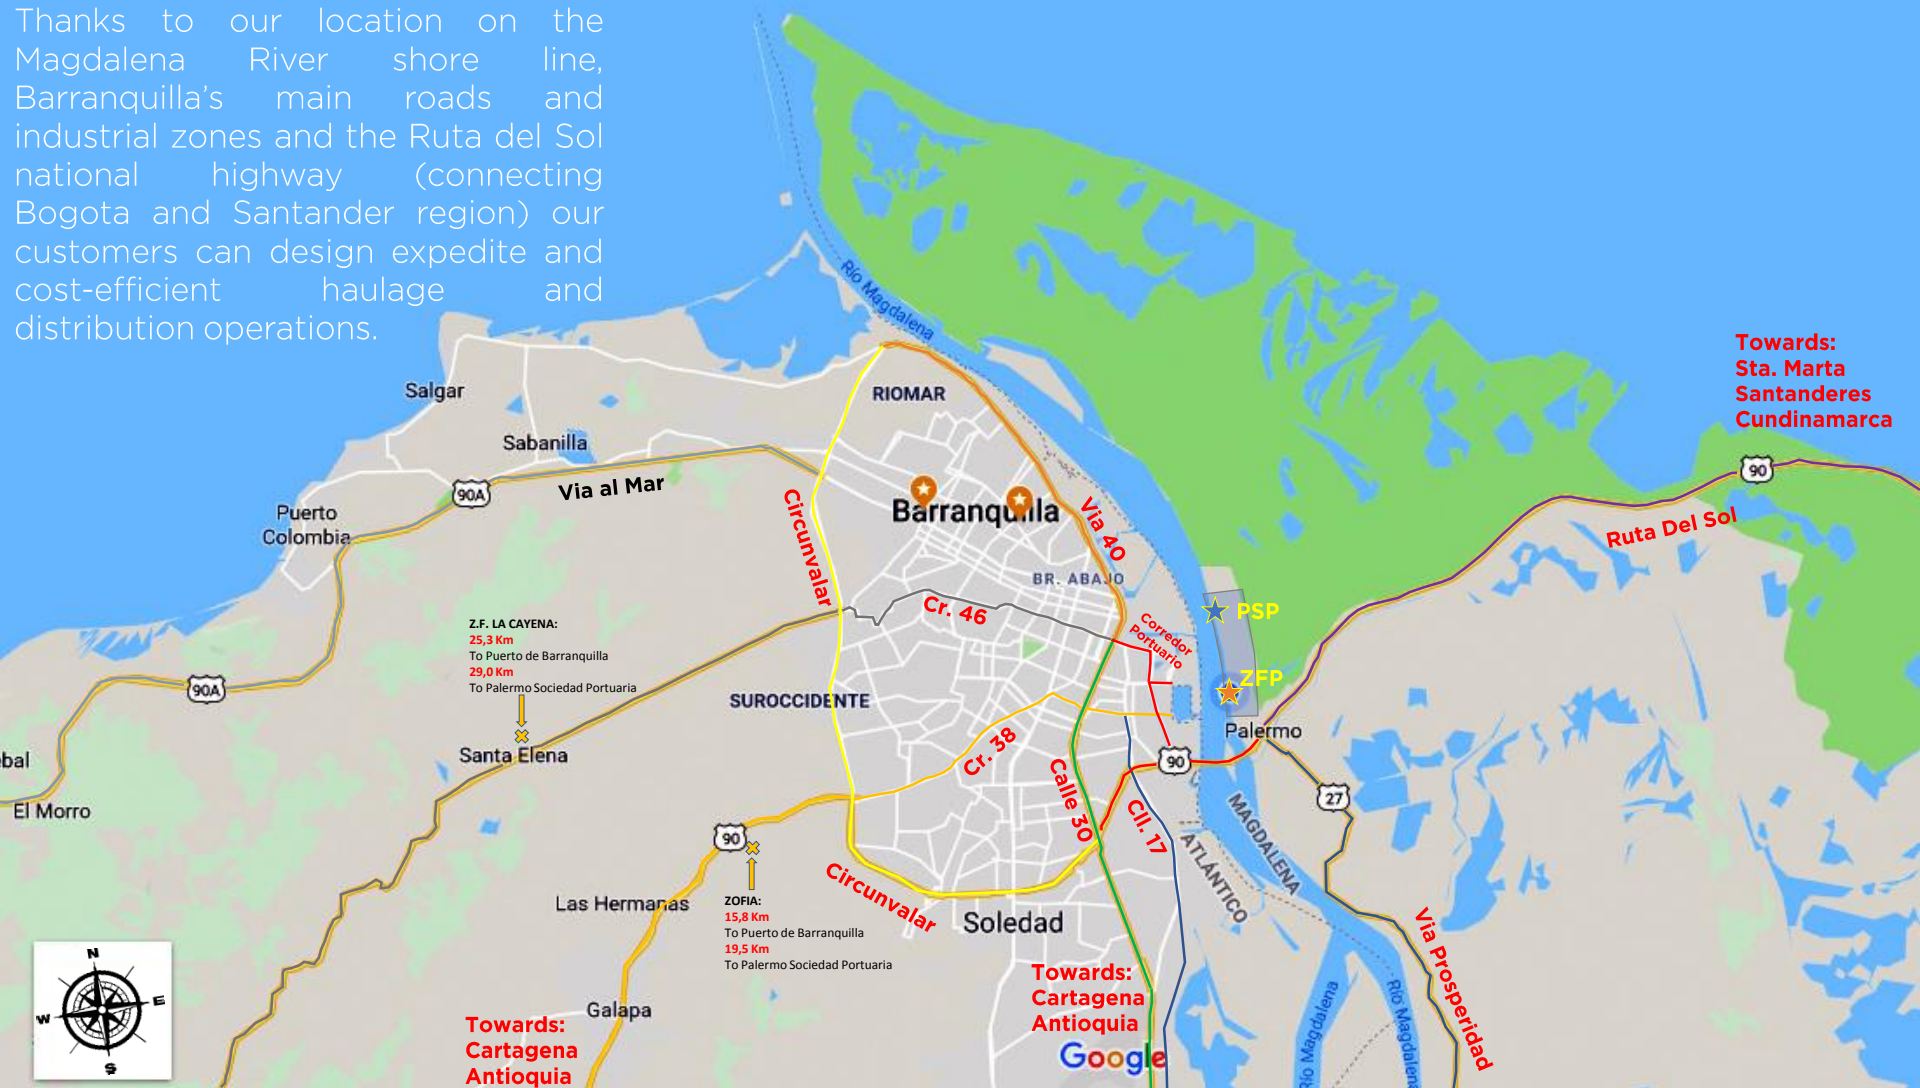 Thanks to our location on the
Magdalena River shore line,
Barranquilla's main roads and
industrial zones and the Ruta del Sol
national highway (connecting
Bogota and Santander region) our
customers can design expedite and
cost-efficient haulage and
distribution operations.
Río Magdalena
Towards:
Sta. Marta
Santanderes
Cundinamarca
Salgar
RIOMAR
Sabanilla
90
90A
Via al Mar
Puerto
Colombia
Circunvalar
Barranquilla
Via 40
Ruta Del Sol
BR. ABAJO
Cr. 46
PSP
Corredor
Portuario
Z.F. LA CAYENA:
25,3 Km
To Puerto de Barranquilla
29,0 Km
To Palermo Sociedad Portuaria
90A
SUROCCIDENTE
ZFP
Palermo
Santa Elena
Cr. 38
90
bal
El Morro
Calle 30
Cll. 17
27
MAGDALENA
ATLÁNTICO
90
Circunvalar
Las Hermanas
ZOFIA:
15,8 Km
To Puerto de Barranquilla
19,5 Km
To Palermo Sociedad Portuaria
Soledad
Via Prosperidad
N
E
W
S
Galapa
Towards:
Cartagena
Antioquia
Towards:
Cartagena
Antioquia
Google
Río Magdalena
Río Magdalena